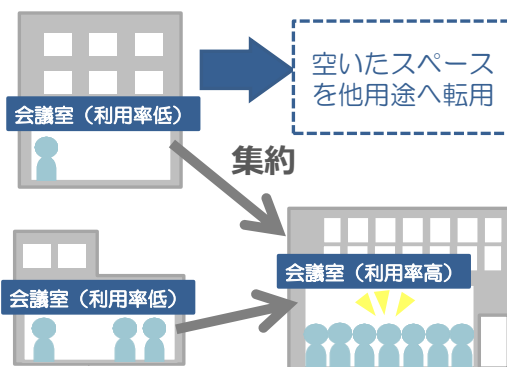 空いたスペース
を他用途へ転用
会議室（利用率低）
集約
会議室（利用率高）
会議室（利用率低）